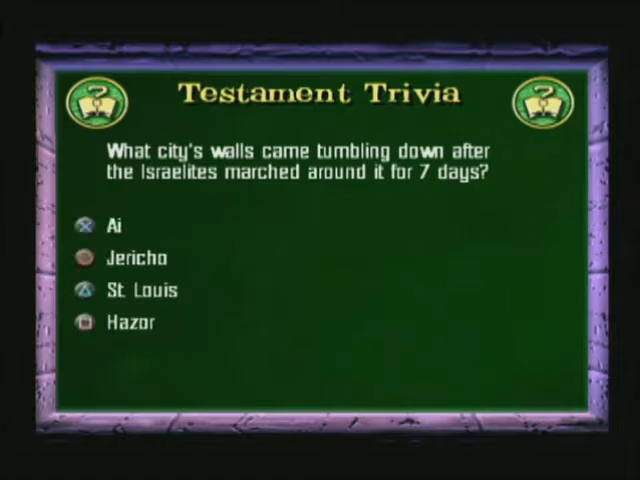 Testament Trivia
What city's walls came tumbling down after
the Israelites marched around it for 7 days?
Ai
Jericho
St. Louis
Hazor